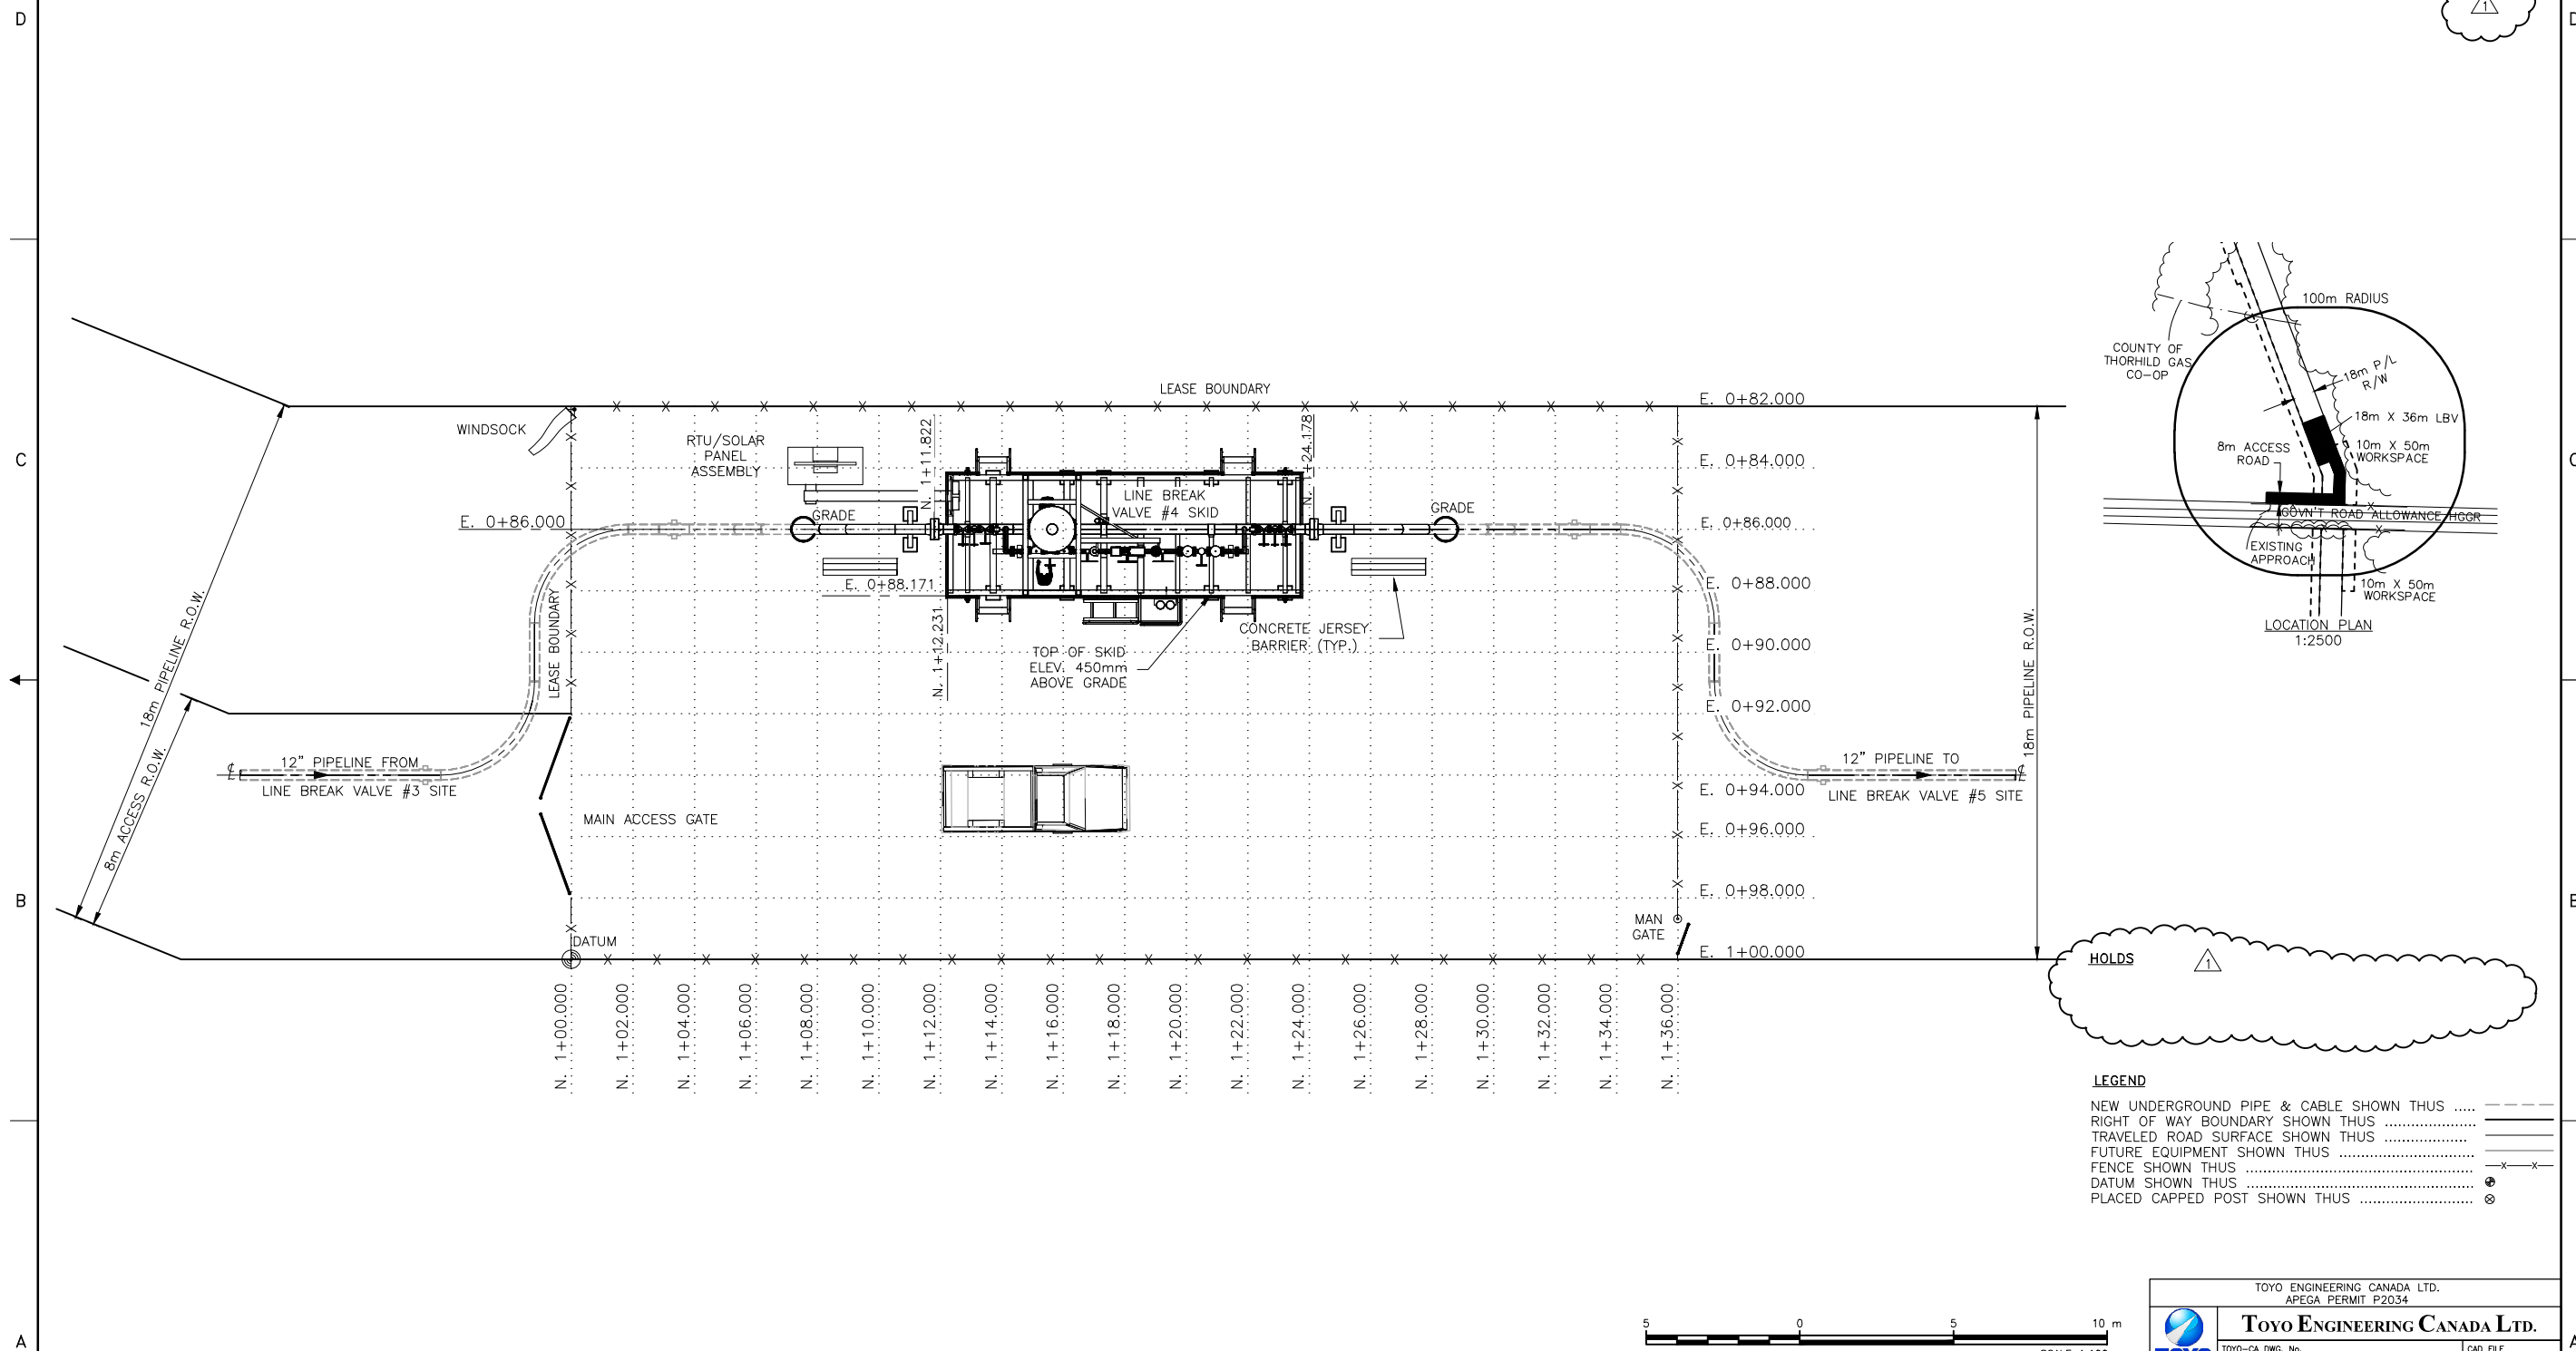 D
D
1
C
C
B
B
A
A
LEASE BOUNDARY
WINDSOCK
RTU/SOLAR
PANEL
ASSEMBLY
N. 1+11.822
N. 1+24.178
LINE BREAK
VALVE #4 SKID
GRADE
GRADE
E. 0+86.000
E. 0+88.171
N. 1+12.231
LEASE BOUNDARY
TOP OF SKID
ELEV. 450mm
ABOVE GRADE
CONCRETE JERSEY
BARRIER (TYP.)
E. 0+82.000
E. 0+84.000
E. 0+86.000
E. 0+88.000
E. 0+90.000
E. 0+92.000
E. 0+94.000
E. 0+96.000
E. 0+98.000
E. 1+00.000
18m PIPELINE R.O.W.
8m ACCESS R.O.W.
18m PIPELINE R.O.W.
12" PIPELINE FROM
LINE BREAK VALVE #3 SITE
12" PIPELINE TO
LINE BREAK VALVE #5 SITE
MAIN ACCESS GATE
DATUM
MAN
GATE
N. 1+00.000
N. 1+02.000
N. 1+04.000
N. 1+06.000
N. 1+08.000
N. 1+10.000
N. 1+12.000
N. 1+14.000
N. 1+16.000
N. 1+18.000
N. 1+20.000
N. 1+22.000
N. 1+24.000
N. 1+26.000
N. 1+28.000
N. 1+30.000
N. 1+32.000
N. 1+34.000
N. 1+36.000
100m RADIUS
COUNTY OF
THORHILD GAS
CO-OP
18m P/L
R/W
18m X 36m LBV
8m ACCESS
ROAD
10m X 50m
WORKSPACE
GOVN'T ROAD ALLOWANCE HGGR
EXISTING
APPROACH
10m X 50m
WORKSPACE
LOCATION PLAN
1:2500
HOLDS
1
LEGEND
NEW UNDERGROUND PIPE & CABLE SHOWN THUS .....
RIGHT OF WAY BOUNDARY SHOWN THUS ....................
TRAVELED ROAD SURFACE SHOWN THUS ..................
FUTURE EQUIPMENT SHOWN THUS ..............................
FENCE SHOWN THUS ..................................................
DATUM SHOWN THUS ..................................................
PLACED CAPPED POST SHOWN THUS .........................
5 0 5 10 m
TOYO ENGINEERING CANADA LTD.
APEGA PERMIT P2034
TOYO ENGINEERING CANADA LTD.
TOYO
TOYO-CA DWG. No.
CAD FILE